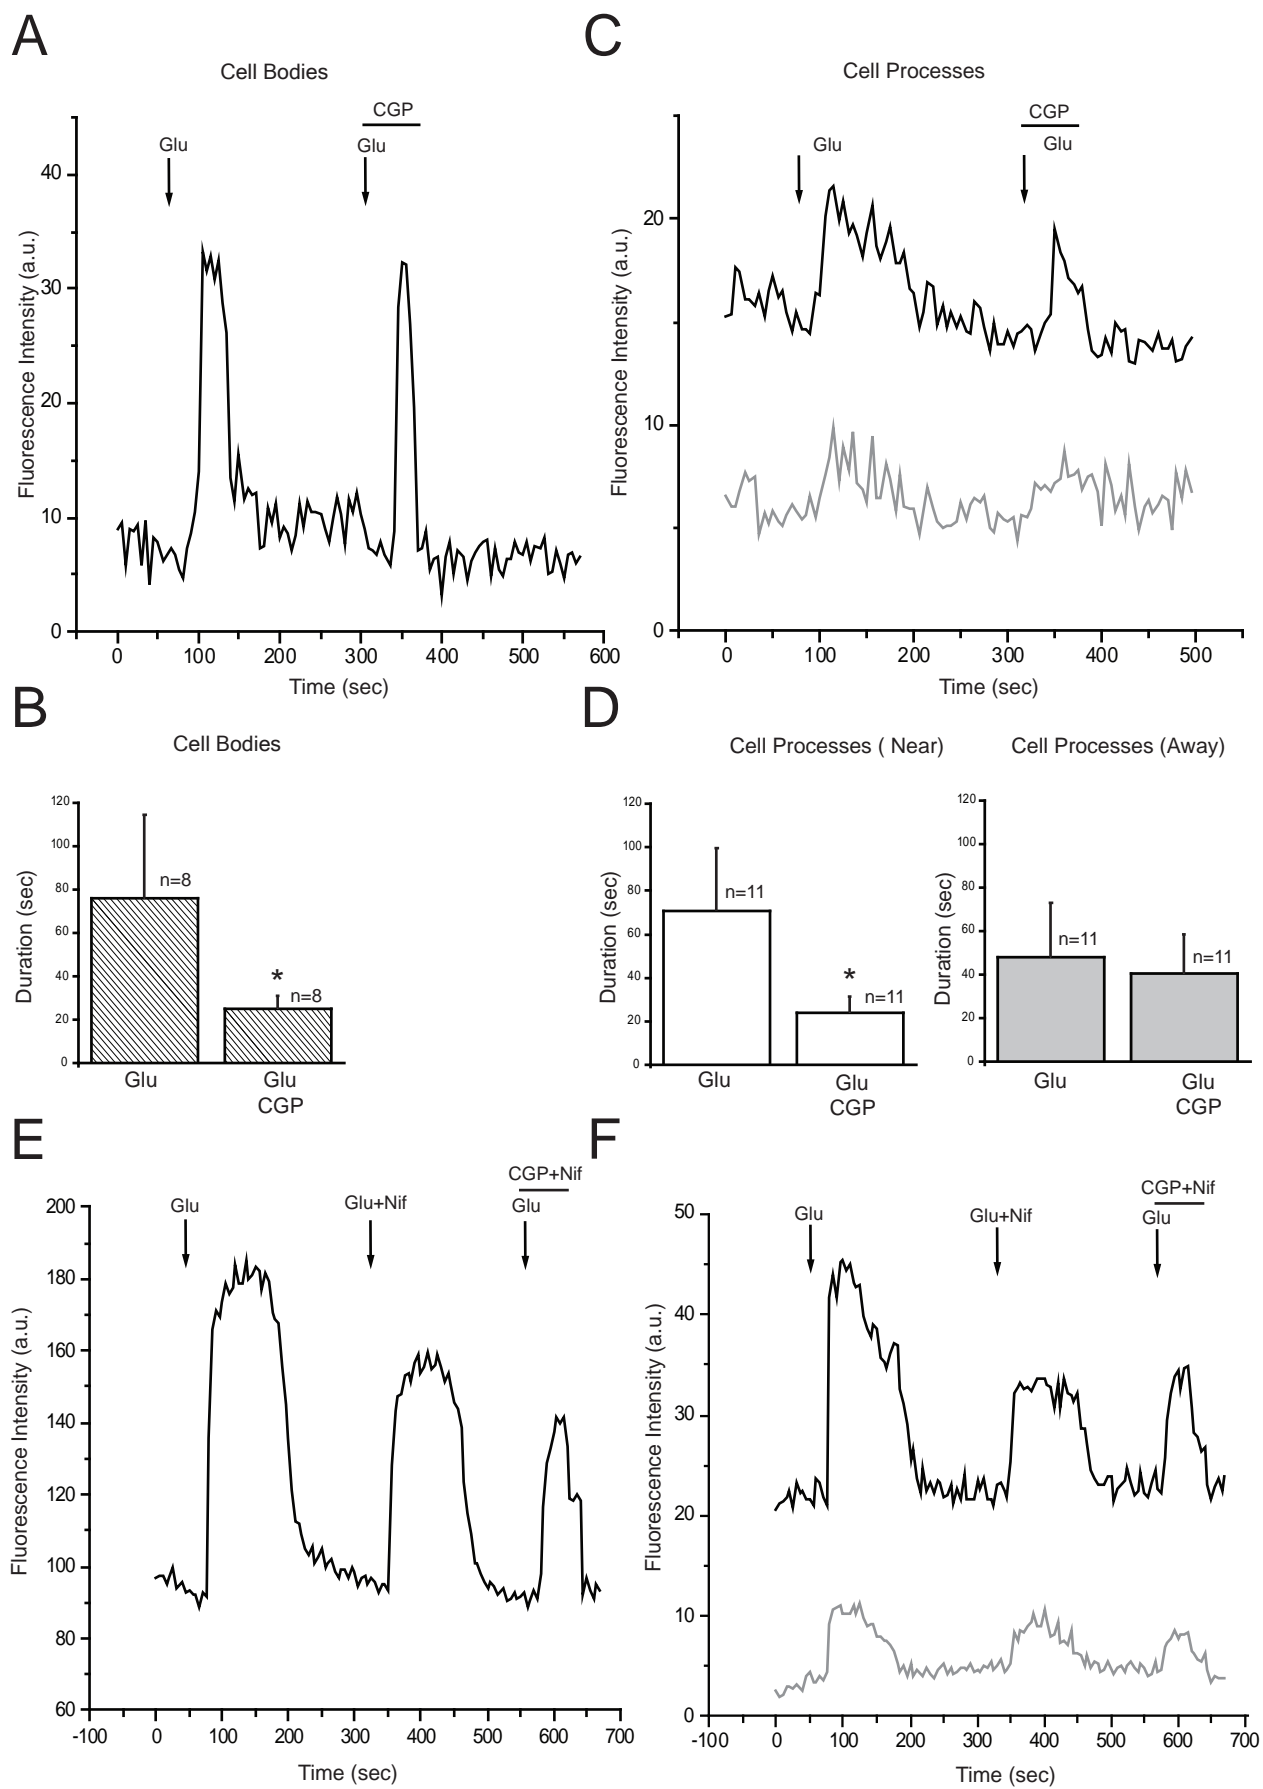 A
Cell Bodies
CGP
Glu
Glu
40
30
20
10
0
Fluorescence Intensity (a.u.)
0 100 200 300 400 500 600
Time (sec)
C
Cell Processes
CGP
Glu
Glu
20
10
0
Fluorescence Intensity (a.u.)
0 100 200 300 400 500
Time (sec)
B
Cell Bodies
120
100
80
60
40
20
0
Duration (sec)
n=8
*
n=8
Glu
Glu
CGP
D
Cell Processes ( Near)
120
100
80
60
40
20
0
Duration (sec)
n=11
*
n=11
Glu
Glu
CGP
Cell Processes (Away)
120
100
80
60
40
20
0
Duration (sec)
n=11
n=11
Glu
Glu
CGP
E
CGP+Nif
Glu
Glu+Nif
Glu
200
180
160
140
120
100
80
60
Fluorescence Intensity (a.u.)
-100 0 100 200 300 400 500 600 700
Time (sec)
F
CGP+Nif
Glu
Glu+Nif
Glu
50
40
30
20
10
0
Fluorescence Intensity (a.u.)
-100 0 100 200 300 400 500 600 700
Time (sec)